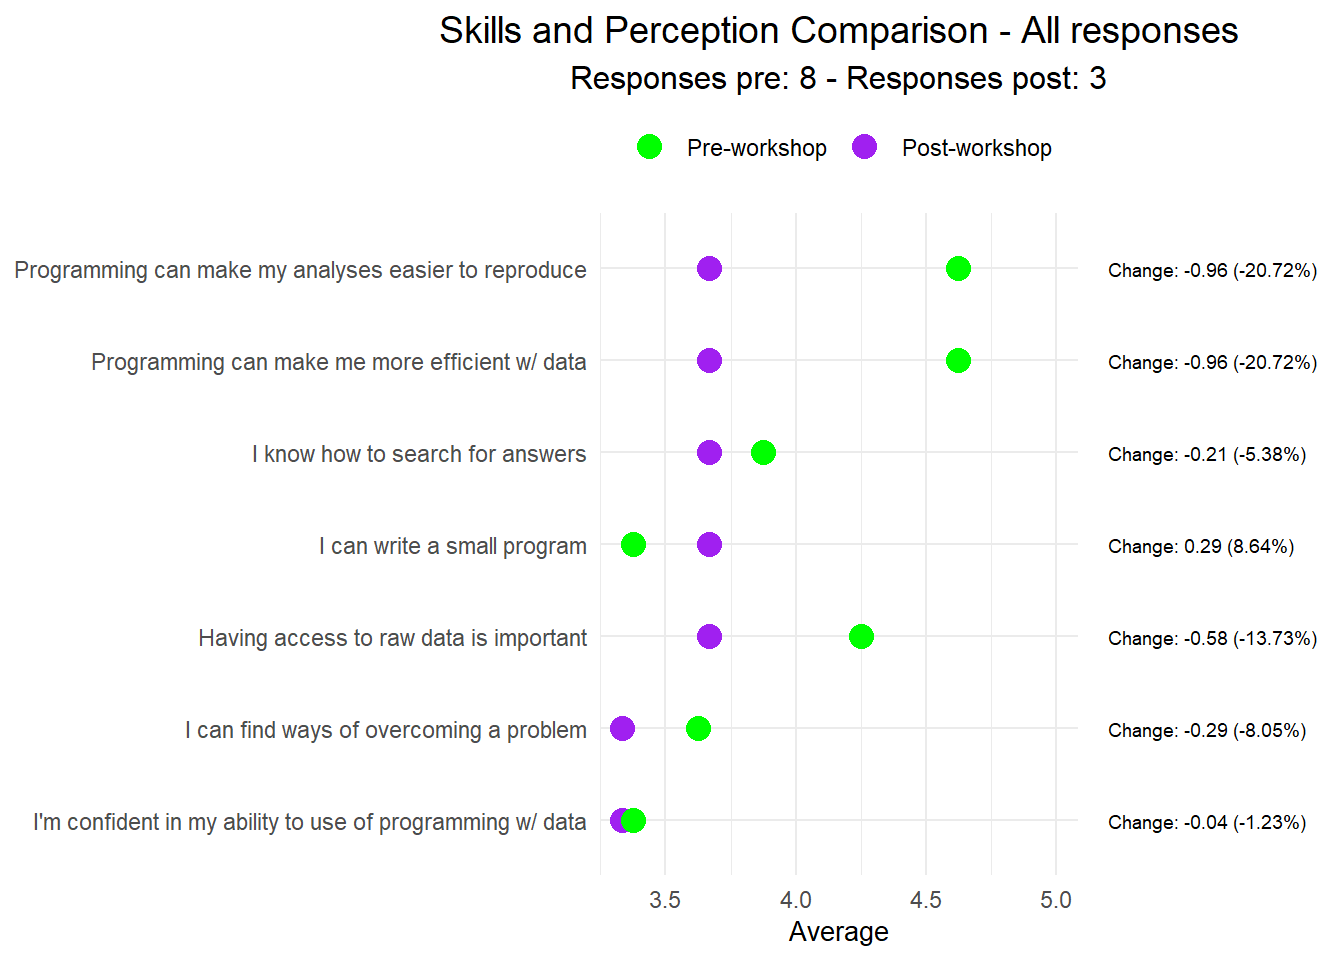 Skills and Perception Comparison - All responses
Responses pre: 8 - Responses post: 3
Pre-workshop Post-workshop
Programming can make my analyses easier to reproduce Change: -0.96 (-20.72%)
Programming can make me more efficient w/ data Change: -0.96 (-20.72%)
I know how to search for answers Change: -0.21 (-5.38%)
I can write a small program Change: 0.29 (8.64%)
Having access to raw data is important Change: -0.58 (-13.73%)
I can find ways of overcoming a problem Change: -0.29 (-8.05%)
I'm confident in my ability to use of programming w/ data Change: -0.04 (-1.23%)
3.5 4.0 4.5 5.0
Average